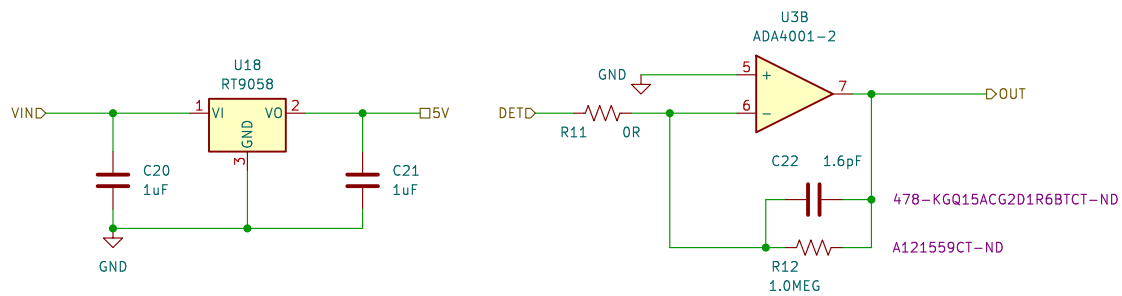 U18
RT9058
VIN
1
VI
VO
2
5V
GND
3
C20
1uF
C21
1uF
GND
U3B
ADA4001-2
GND
5
+
7
OUT
DET
6
-
R11
0R
C22
1.6pF
478-KGQ15ACG2D1R6BTCT-ND
A121559CT-ND
R12
1.0MEG